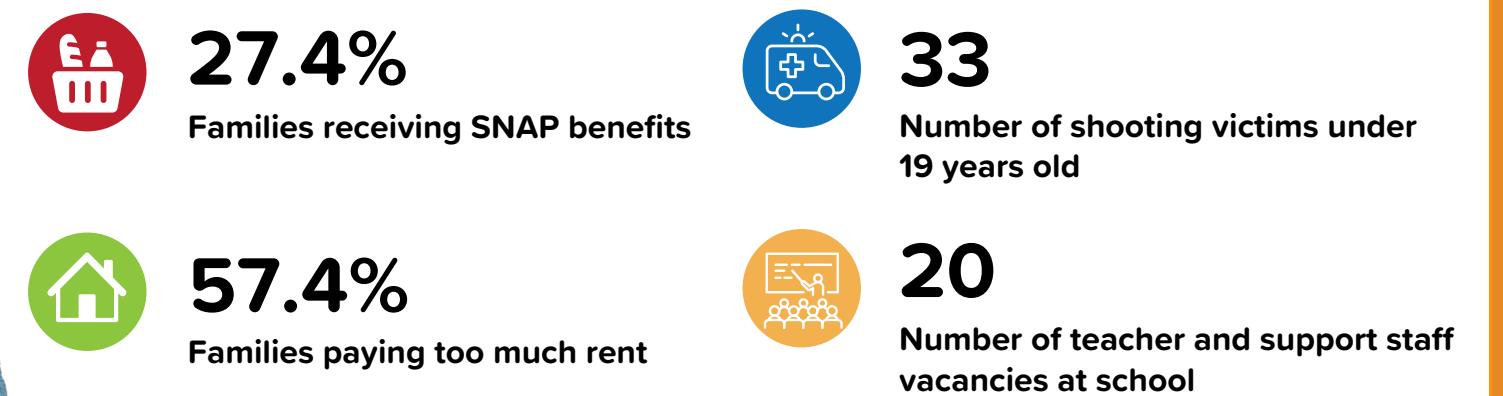 27.4%
Families receiving SNAP benefits
33
Number of shooting victims under
19 years old
57.4%
Families paying too much rent
20
Number of teacher and support staff
vacancies at school